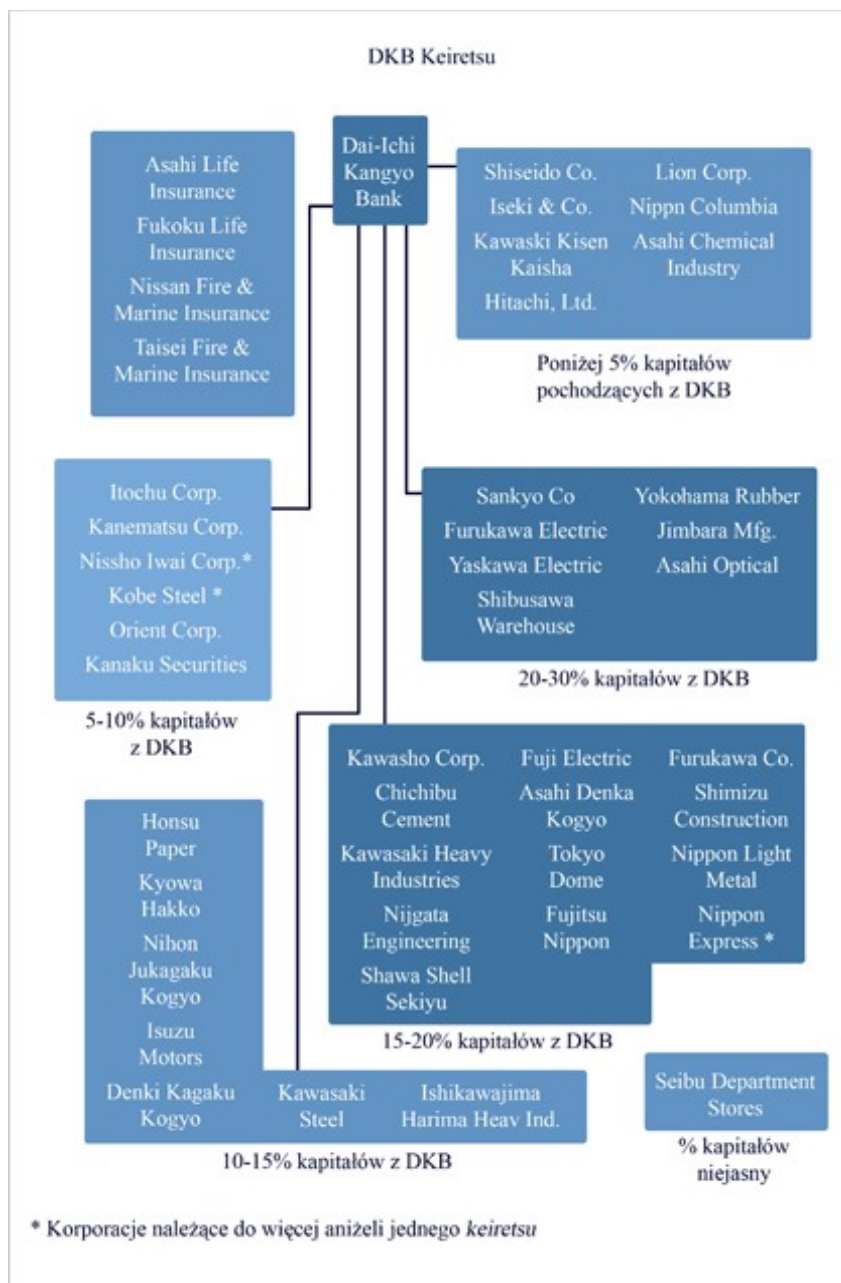 DKB Keiretsu
Dai-Ichi
Kangyo
Bank
Asahi Life
Insurance
Fukoku Life
Insurance
Nissan Fire &
Marine Insurance
Taisei Fire &
Marine Insurance
Shiseido Co.
Iseki & Co.
Kawaski Kisen
Kaisha
Hitachi, Ltd.
Lion Corp.
Nippn Columbia
Asahi Chemical
Industry
Poniżej 5% kapitałów
pochodzących z DKB
Itochu Corp.
Kanematsu Corp.
Nissho Iwai Corp.*
Kobe Steel *
Orient Corp.
Kanaku Securities
5-10% kapitałów
z DKB
Sankyo Co
Furukawa Electric
Yaskawa Electric
Shibusawa
Warehouse
Yokohama Rubber
Jimbara Mfg.
Asahi Optical
20-30% kapitałów z DKB
Kawasho Corp.
Chichibu
Cement
Kawasaki Heavy
Industries
Nijgata
Engineering
Shawa Shell
Sekiyu
Fuji Electric
Asahi Denka
Kogyo
Tokyo
Dome
Fujitsu
Nippon
Furukawa Co.
Shimizu
Construction
Nippon Light
Metal
Nippon
Express *
15-20% kapitałów z DKB
Honsu
Paper
Kyowa
Hakko
Nihon
Jukagaku
Kogyo
Isuzu
Motors
Denki Kagaku
Kogyo
Kawasaki
Steel
Ishikawajima
Harima Heav Ind.
10-15% kapitałów z DKB
Seibu Department
Stores
% kapitałów
niejasny
* Korporacje należące do więcej aniżeli jednego keiretsu